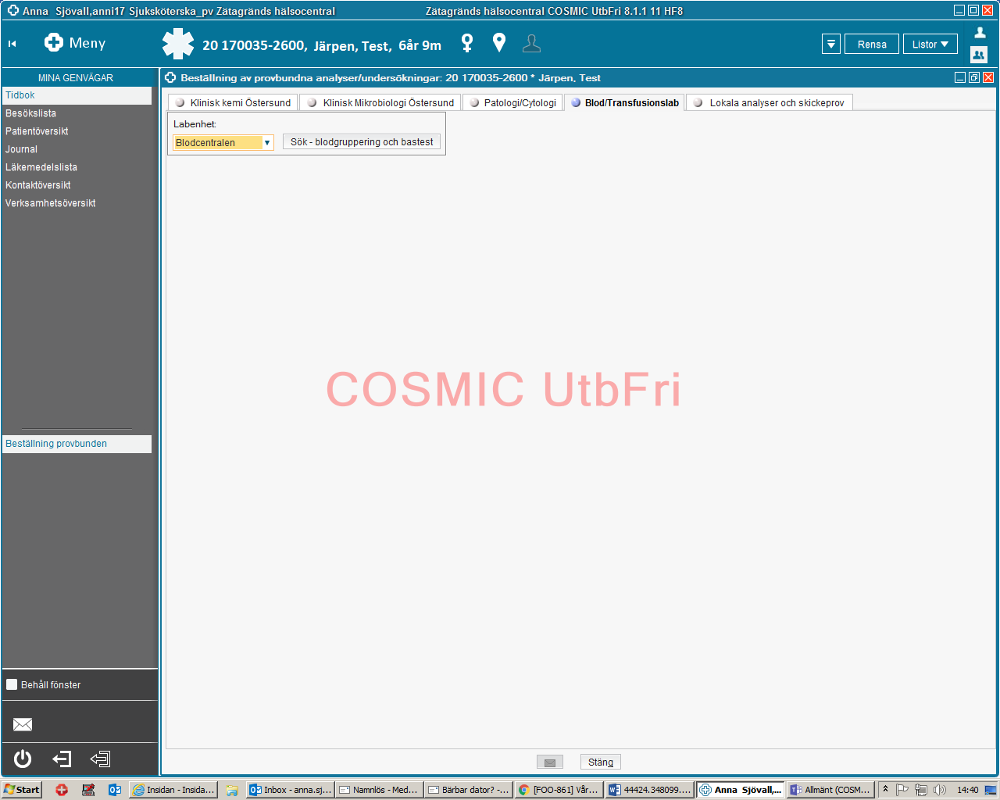 Anna Sjövall,anni17 Sjuksköterska_pv Zätagränds hälsocentral Zätagränds hälsocentral COSMIC UtbFri 8.1.1 11 HF8
Meny 20 170035-2600, Järpen, Test, 6år 9m Rensa Listor
MINA GENVÄGAR
Beställning av provbundna analyser/undersökningar: 20 170035-2600 * Järpen, Test
Tidbok
Besökslista
Patientöversikt
Journal
Läkemedelslista
Kontaktöversikt
Verksamhetsöversikt
Beställning provbunden
Behåll fönster
Klinisk kemi Östersund Klinisk Mikrobiologi Östersund Patologi/Cytologi Blod/Transfusionslab Lokala analyser och skickeprov
Labenhet:
Blodcentralen Sök - blodgruppering och bastest
COSMIC UtbFri
Stäng
Start Insidan - Insida... Inbox - anna.sj... Namnlös - Med... Bärbar dator? -... [FOO-861] Vår... 44424.348099... Anna Sjövall,... Allmänt (COSM... 14:40